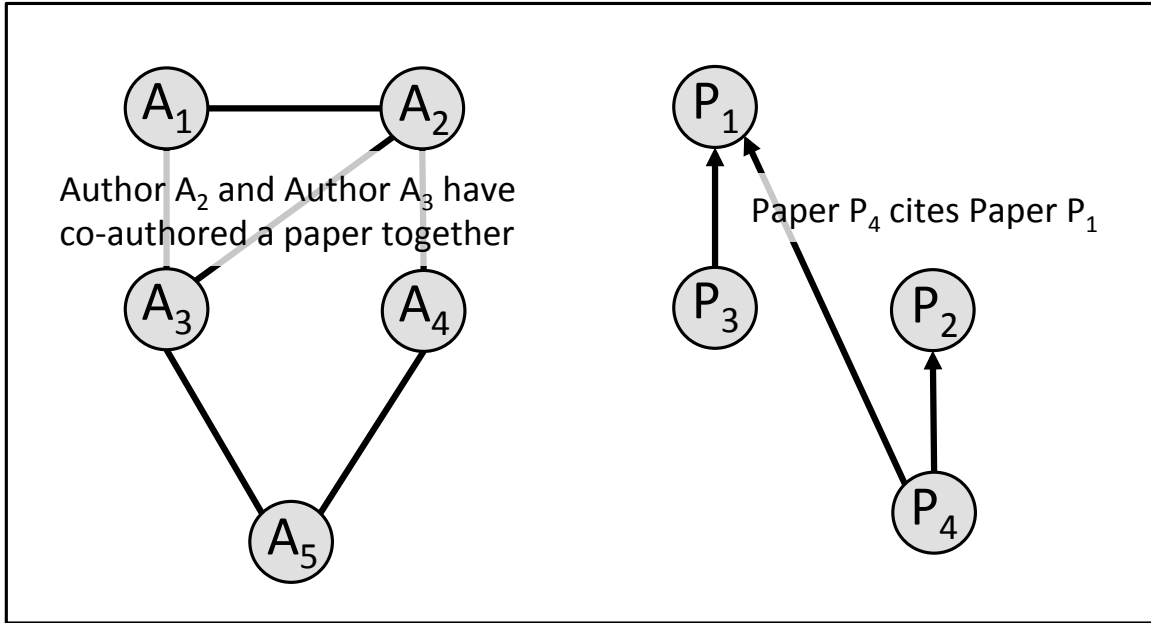 A₁
A₂
Author A₂ and Author A₃ have
co-authored a paper together
A₃
A₄
A₅
P₁
Paper P₄ cites Paper P₁
P₃
P₂
P₄